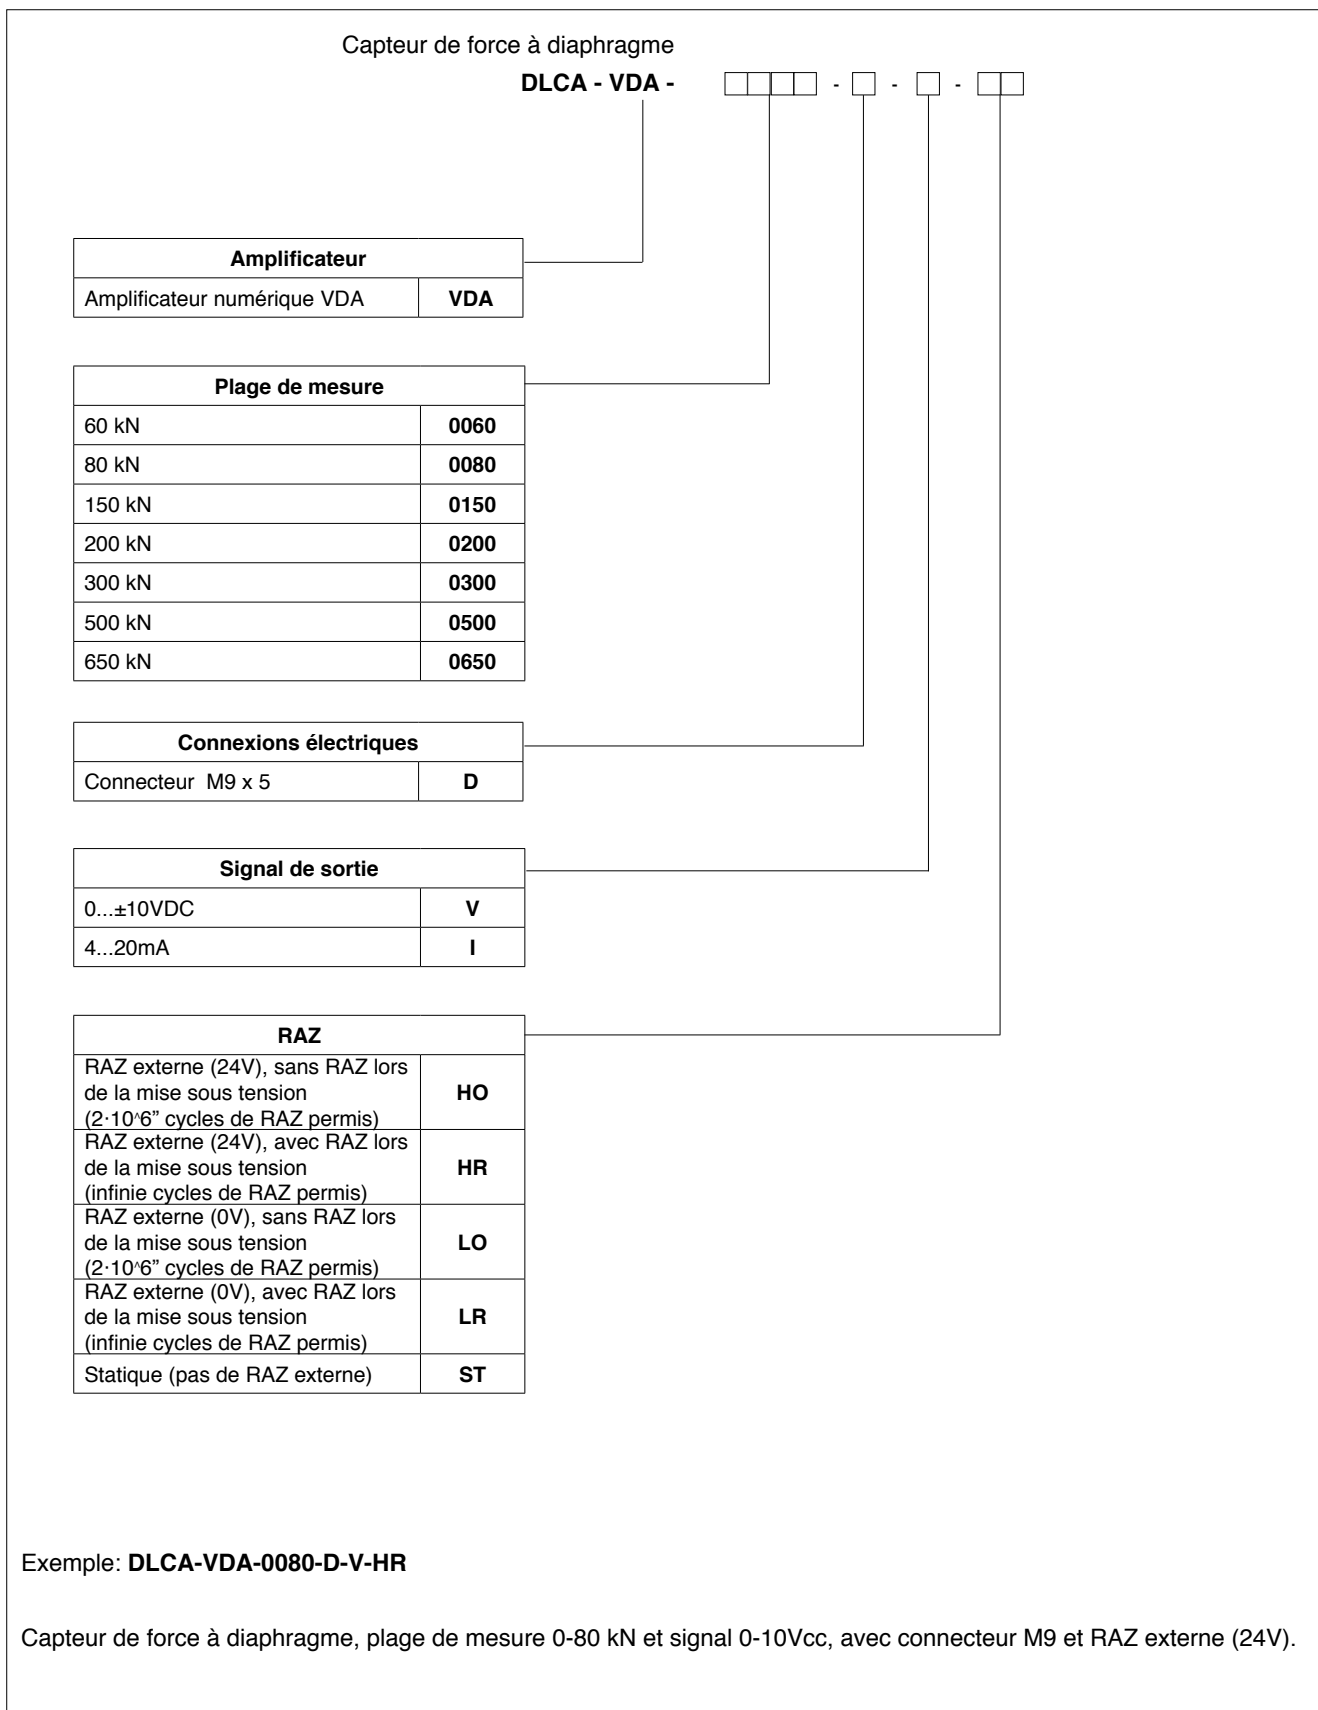 Capteur de force à diaphragme
DLCA - VDA - - - -
Amplificateur
Amplificateur numérique VDA VDA
Plage de mesure
60 kN 0060
80 kN 0080
150 kN 0150
200 kN 0200
300 kN 0300
500 kN 0500
650 kN 0650
Connexions électriques
Connecteur M9 x 5 D
Signal de sortie
0...±10VDC V
4...20mA I
RAZ
RAZ externe (24V), sans RAZ lors
de la mise sous tension HO
(2·10^6” cycles de RAZ permis)
RAZ externe (24V), avec RAZ lors
de la mise sous tension HR
(infinie cycles de RAZ permis)
RAZ externe (0V), sans RAZ lors
de la mise sous tension LO
(2·10^6” cycles de RAZ permis)
RAZ externe (0V), avec RAZ lors
de la mise sous tension LR
(infinie cycles de RAZ permis)
Statique (pas de RAZ externe) ST
Exemple: DLCA-VDA-0080-D-V-HR
Capteur de force à diaphragme, plage de mesure 0-80 kN et signal 0-10Vcc, avec connecteur M9 et RAZ externe (24V).